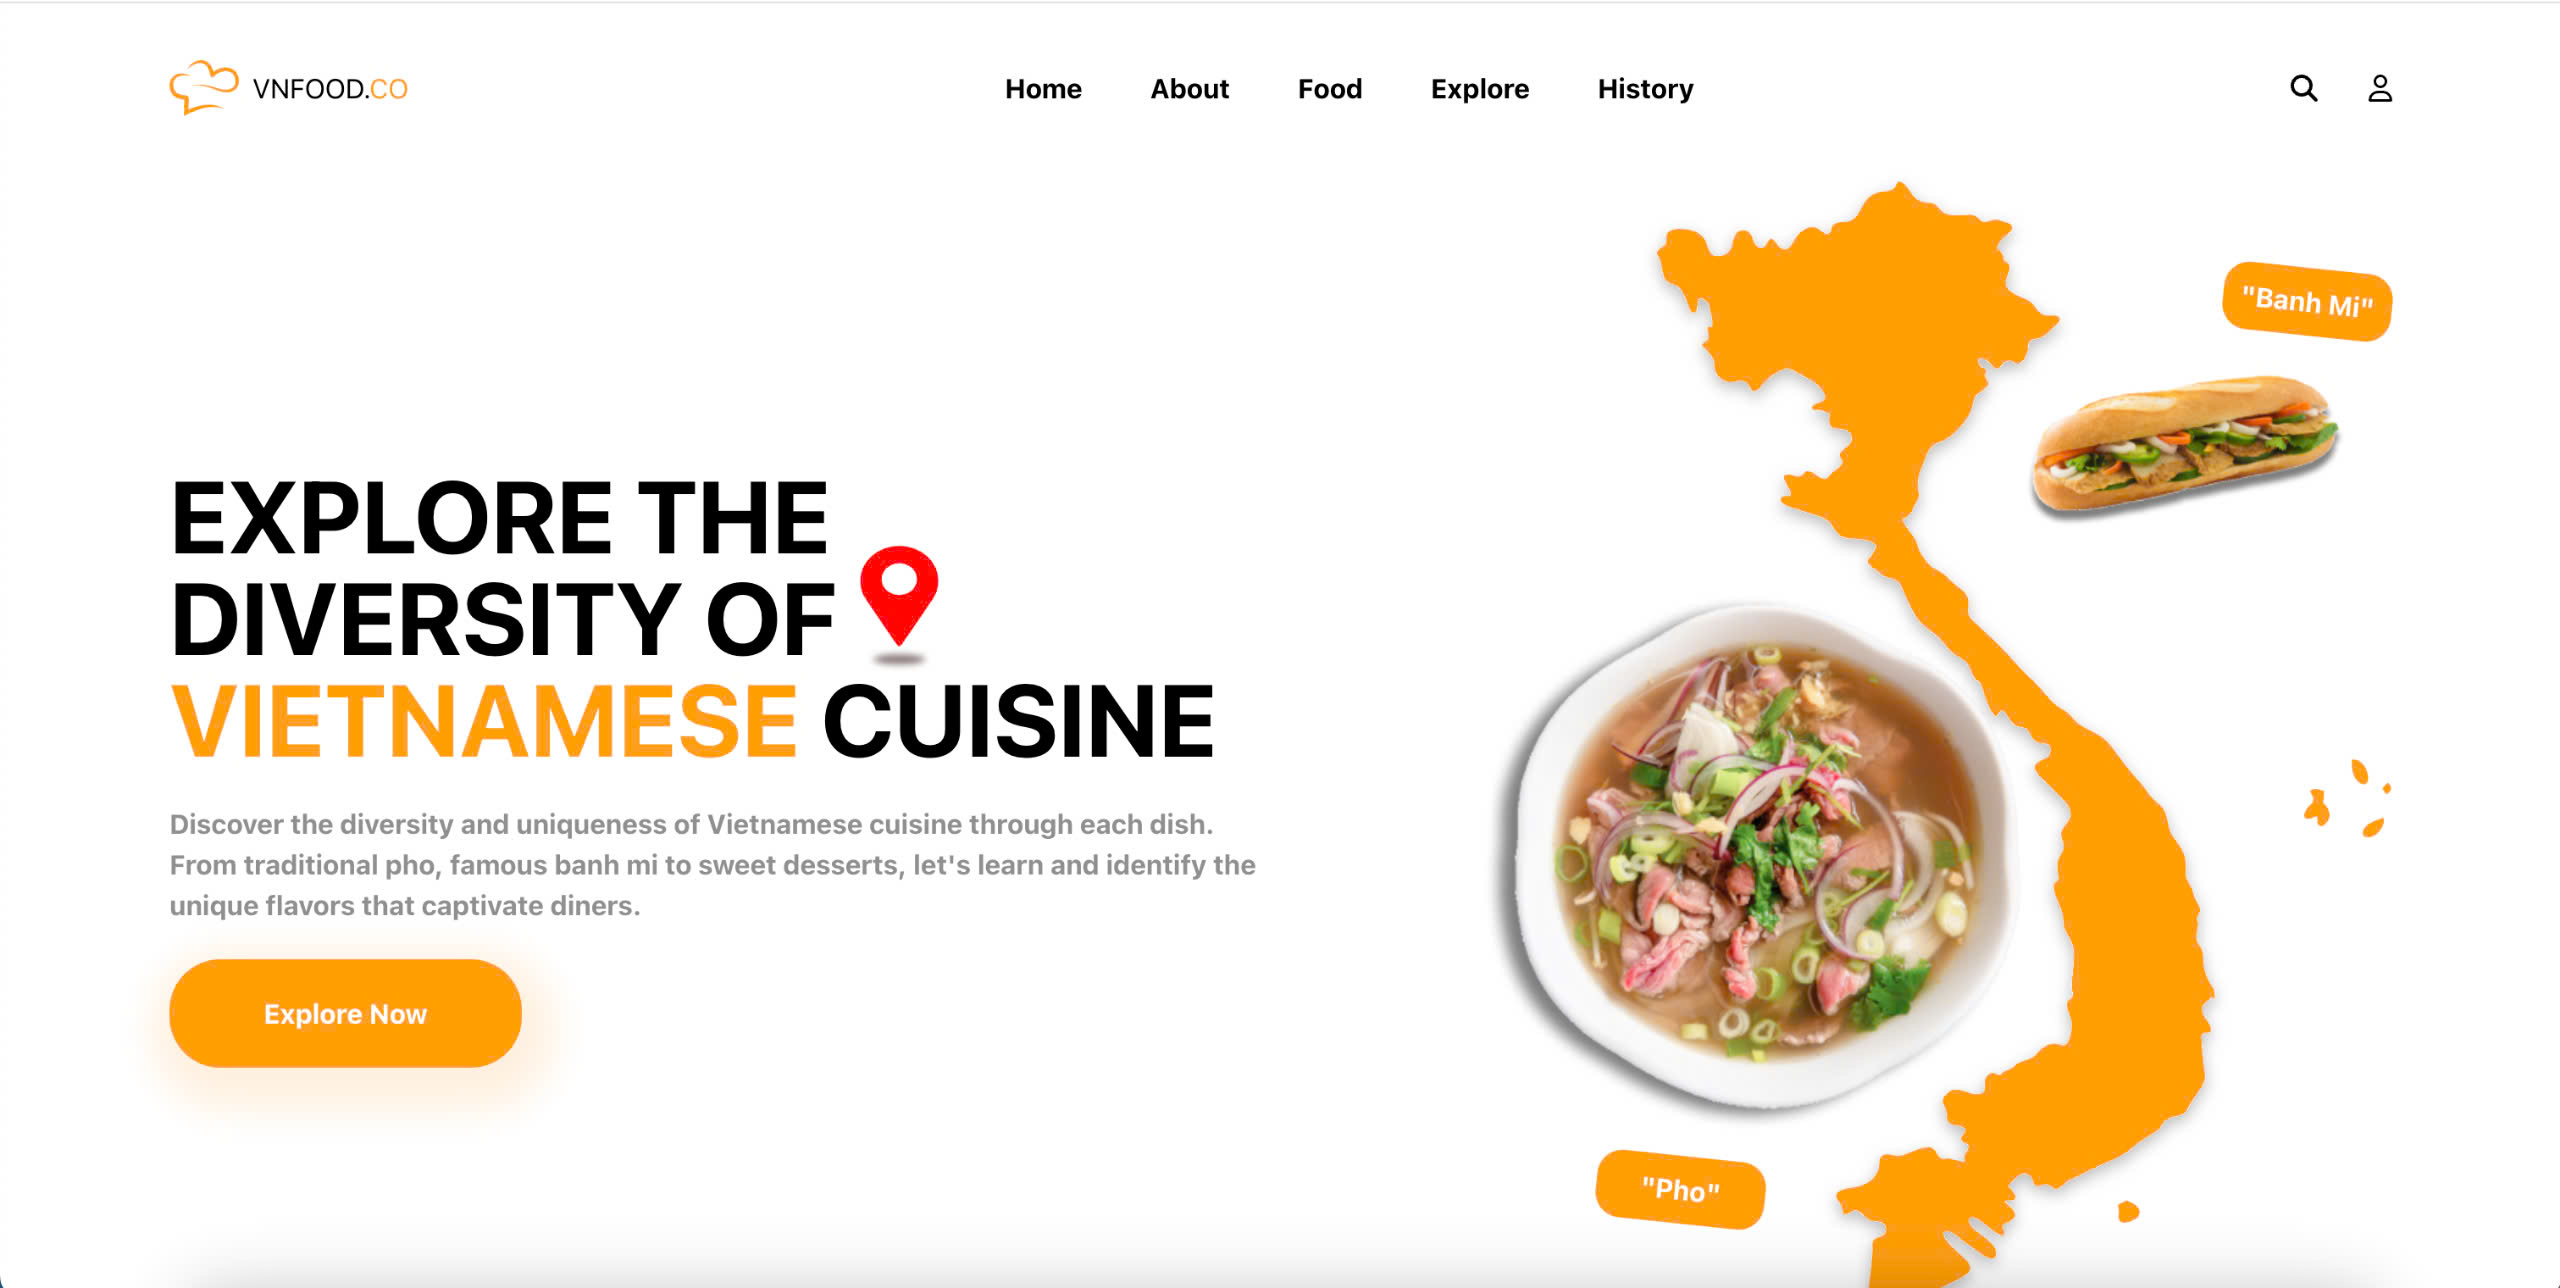 VNFOOD.CO
Home About Food Explore History
EXPLORE THE
DIVERSITY OF
VIETNAMESE CUISINE
Discover the diversity and uniqueness of Vietnamese cuisine through each dish.
From traditional pho, famous banh mi to sweet desserts, let's learn and identify the
unique flavors that captivate diners.
Explore Now
"Banh Mi"
"Pho"